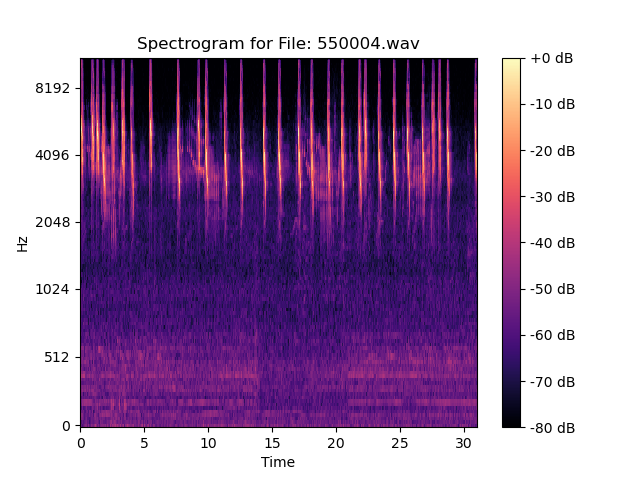 Spectrogram for File: 550004.wav
Hz
8192
4096
2048
1024
512
0
0 5 10 15 20 25 30
Time
+0 dB
-10 dB
-20 dB
-30 dB
-40 dB
-50 dB
-60 dB
-70 dB
-80 dB